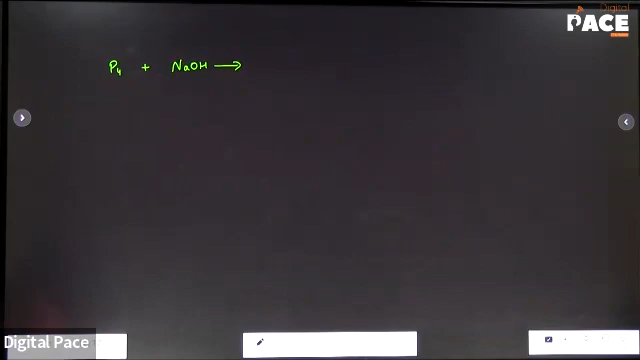 Digital
PACE
P₄ + NaOH →
Digital Pace